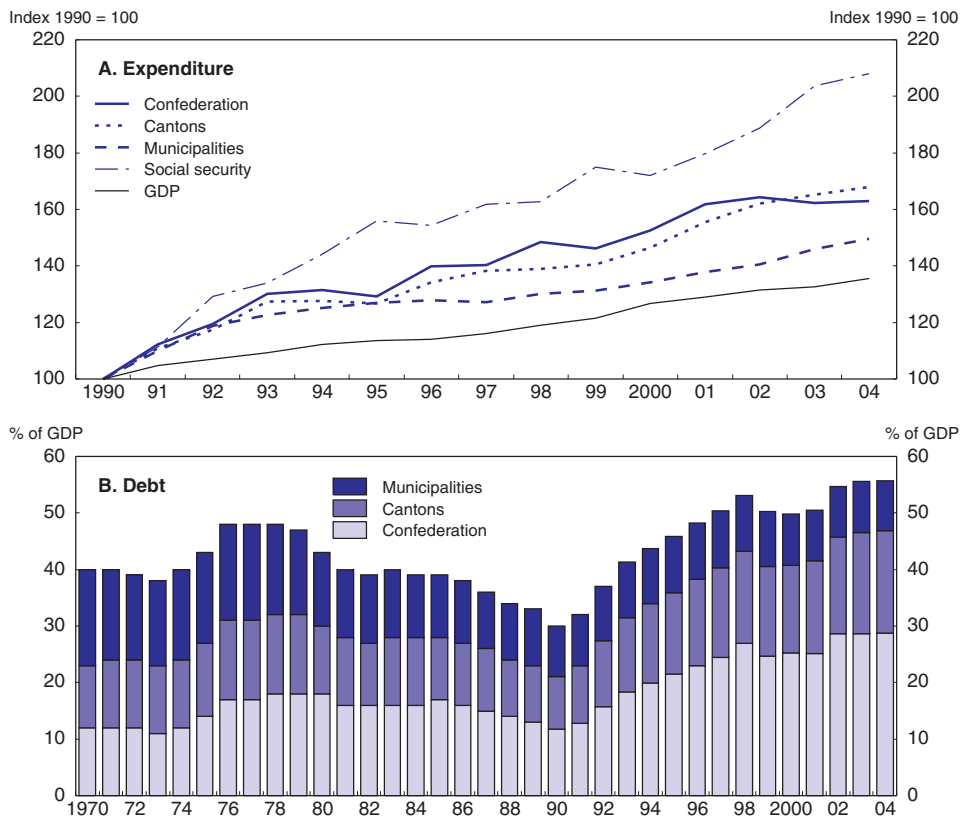 Index 1990 = 100 Index 1990 = 100
220 220
A. Expenditure
200 200
Confederation
Cantons
180 180
Municipalities
Social security
GDP
160 160
140 140
120 120
100 100
1990 91 92 93 94 95 96 97 98 99 2000 01 02 03 04
% of GDP % of GDP
60 60
B. Debt
Municipalities
50 50
Cantons
Confederation
40 40
30 30
20 20
10 10
0 0
1970 72 74 76 78 80 82 84 86 88 90 92 94 96 98 2000 02 04